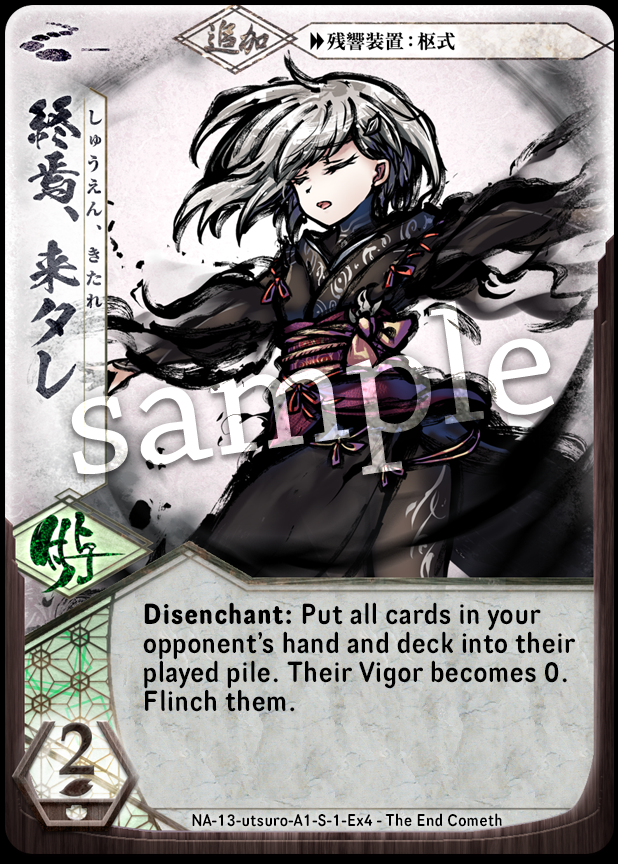 追加
残響装置：枢式
終焉、来タレ
しゅうえん、きたれ
sample
Disenchant: Put all cards in your
opponent's hand and deck into their
played pile. Their Vigor becomes 0.
Flinch them.
2
NA-13-utsuro-A1-S-1-Ex4 - The End Cometh